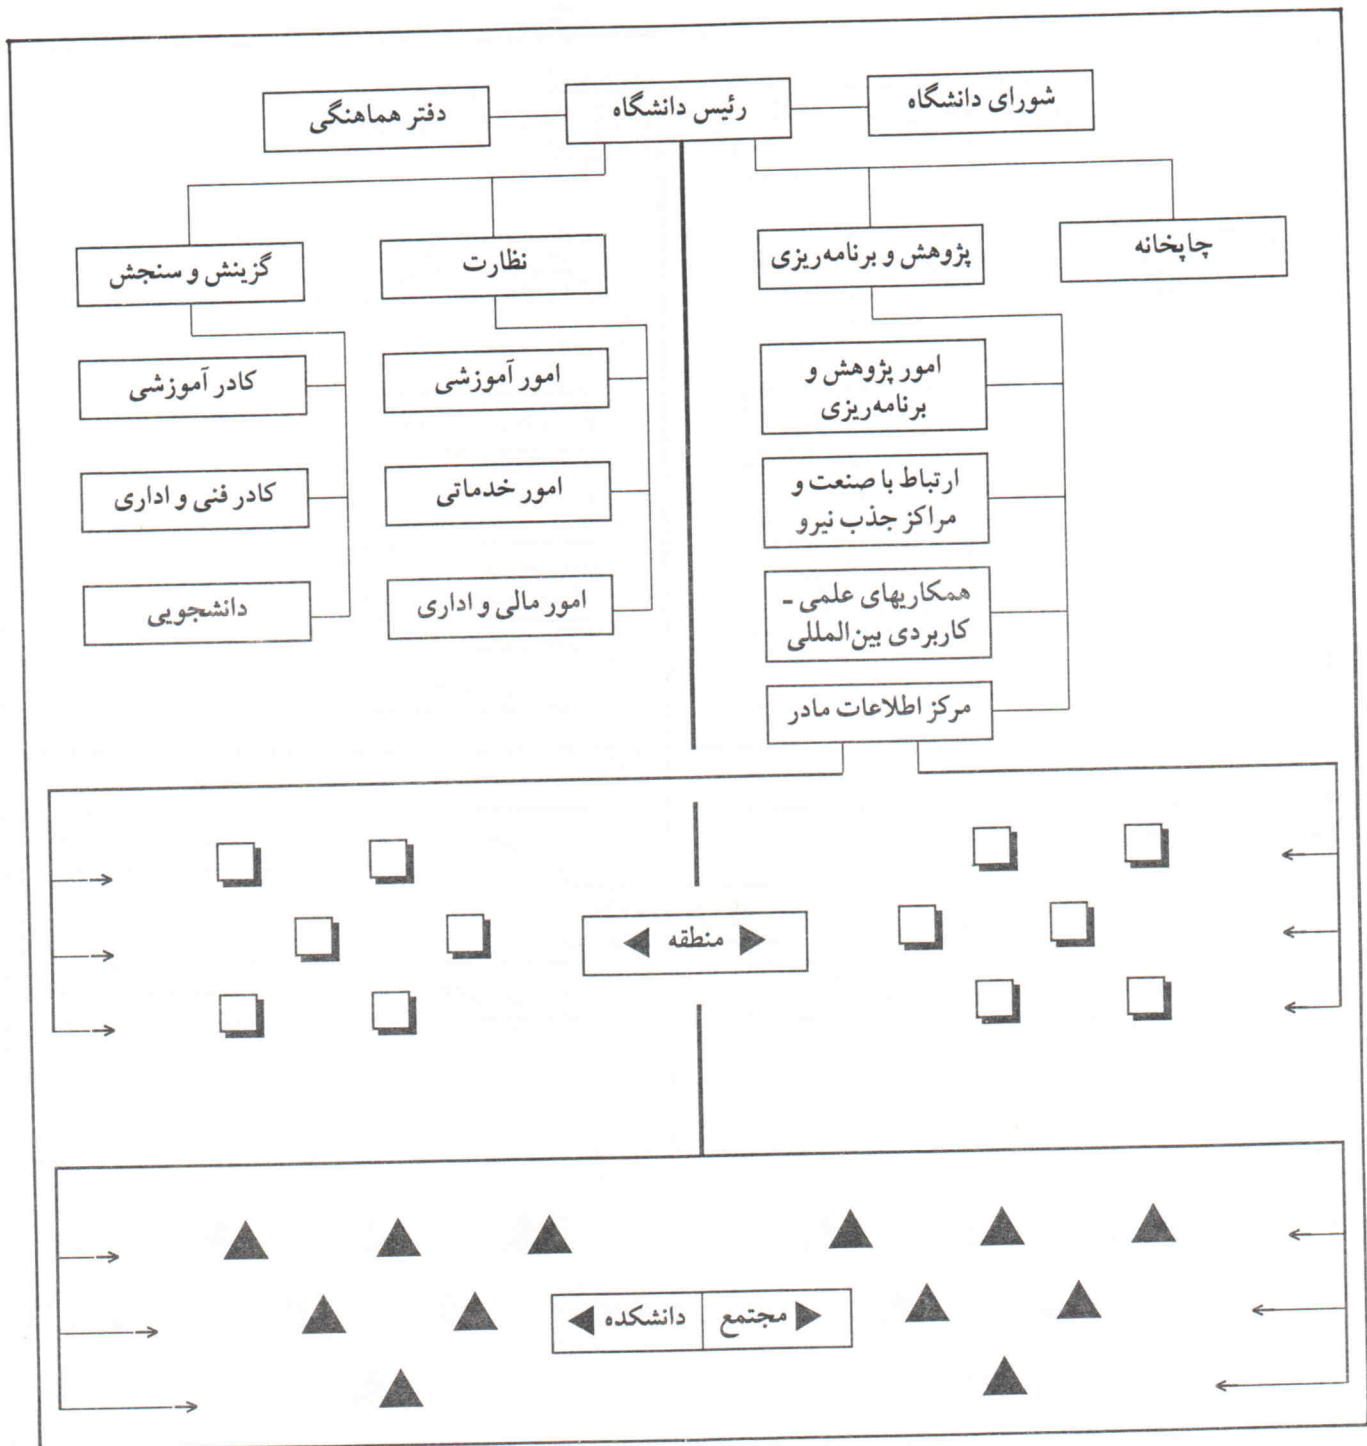 شورای دانشگاه
رئیس دانشگاه
دفتر هماهنگی
چاپخانه
پژوهش و برنامه‌ریزی
نظارت
گزینش و سنجش
امور پژوهش و
برنامه‌ریزی
ارتباط با صنعت و
مراکز جذب نیرو
همکاریهای علمی ـ
کاربردی بین‌المللی
مرکز اطلاعات مادر
امور آموزشی
امور خدماتی
امور مالی و اداری
کادر آموزشی
کادر فنی و اداری
دانشجویی
منطقه
مجتمع
دانشکده